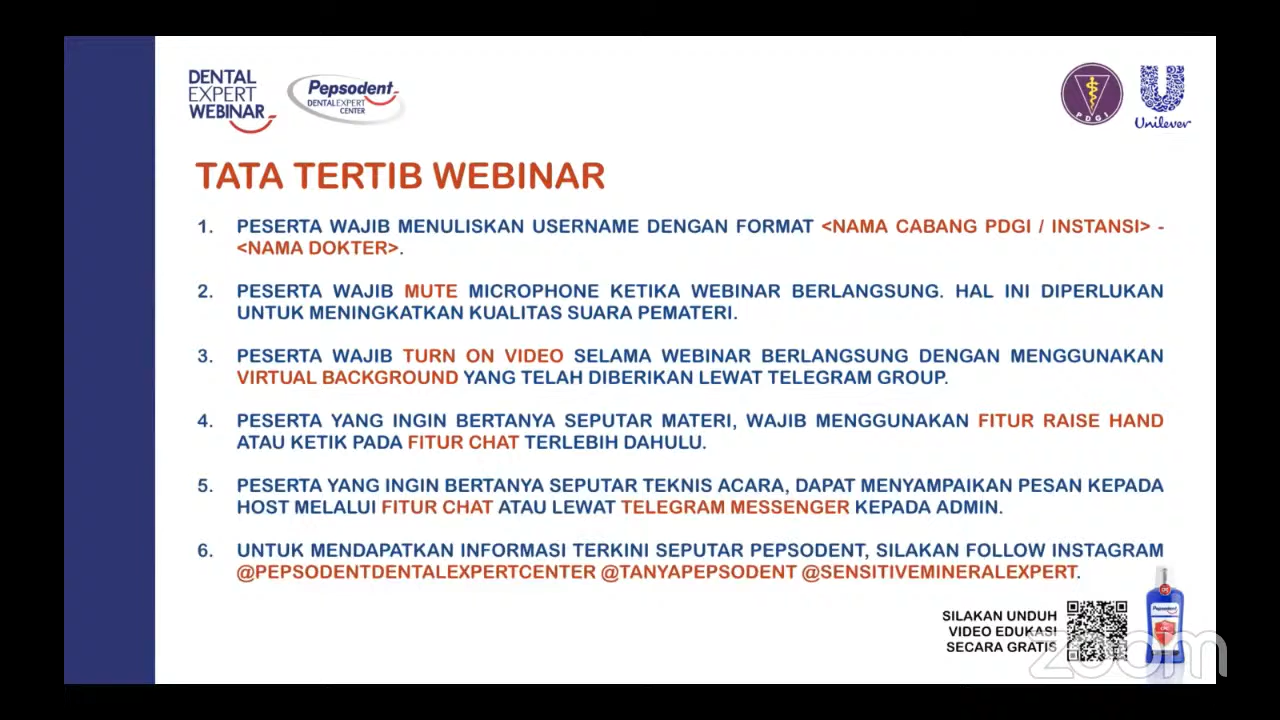 DENTAL
EXPERT
WEBINAR
Pepsodent
DENTALEXPERT
CENTER
PDGI
Unilever
TATA TERTIB WEBINAR
1. PESERTA WAJIB MENULISKAN USERNAME DENGAN FORMAT <NAMA CABANG PDGI / INSTANSI> -
<NAMA DOKTER>.
2. PESERTA WAJIB MUTE MICROPHONE KETIKA WEBINAR BERLANGSUNG. HAL INI DIPERLUKAN
UNTUK MENINGKATKAN KUALITAS SUARA PEMATERI.
3. PESERTA WAJIB TURN ON VIDEO SELAMA WEBINAR BERLANGSUNG DENGAN MENGGUNAKAN
VIRTUAL BACKGROUND YANG TELAH DIBERIKAN LEWAT TELEGRAM GROUP.
4. PESERTA YANG INGIN BERTANYA SEPUTAR MATERI, WAJIB MENGGUNAKAN FITUR RAISE HAND
ATAU KETIK PADA FITUR CHAT TERLEBIH DAHULU.
5. PESERTA YANG INGIN BERTANYA SEPUTAR TEKNIS ACARA, DAPAT MENYAMPAIKAN PESAN KEPADA
HOST MELALUI FITUR CHAT ATAU LEWAT TELEGRAM MESSENGER KEPADA ADMIN.
6. UNTUK MENDAPATKAN INFORMASI TERKINI SEPUTAR PEPSODENT, SILAKAN FOLLOW INSTAGRAM
@PEPSODENTDENTALEXPERTCENTER @TANYAPEPSODENT @SENSITIVEMINERALEXPERT.
SILAKAN UNDUH
VIDEO EDUKASI
SECARA GRATIS
Pepsodent
zoom